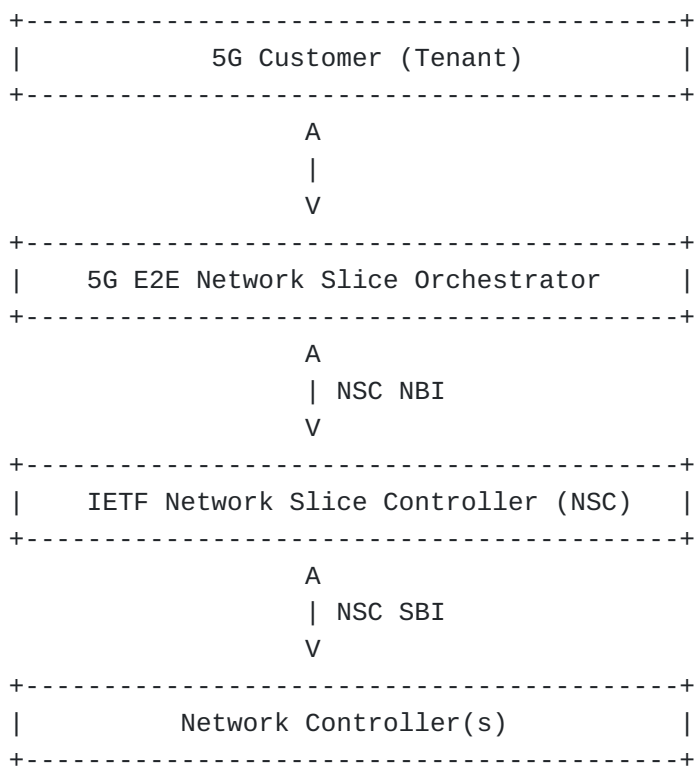 +------------------------------------------+
|            5G Customer (Tenant)          |
+------------------------------------------+
                   A
                   |
                   V
+------------------------------------------+
|    5G E2E Network Slice Orchestrator     |
+------------------------------------------+
                   A
                   | NSC NBI
                   V
+------------------------------------------+
|    IETF Network Slice Controller (NSC)   |
+------------------------------------------+
                   A
                   | NSC SBI
                   V
+------------------------------------------+
|          Network Controller(s)           |
+------------------------------------------+